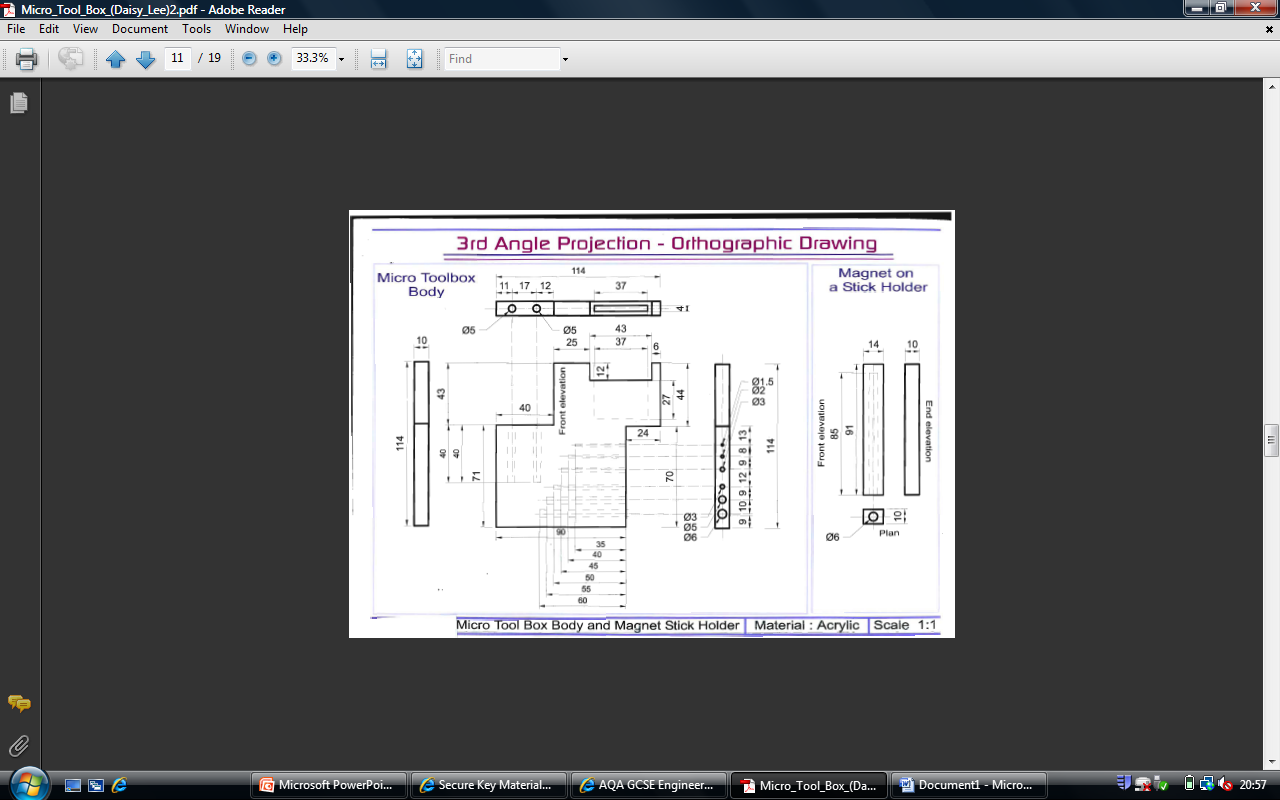 Micro_Tool_Box_(Daisy_Lee)2.pdf - Adobe Reader
File Edit View Document Tools Window Help
11 / 19 33.3% Find
3rd Angle Projection - Orthographic Drawing
Micro Toolbox
Body
114
11 17 12 37
4
Ø5 Ø5
43
25 37 6
10
12
43
114
40
Front elevation
27
44
24
40
40
71
70
90
35
40
45
50
55
60
Ø1.5
Ø2
Ø3
13
8
9
12
9
10
9
114
Ø3
Ø5
Ø6
Magnet on
a Stick Holder
14 10
Front elevation
85
91
End elevation
10
Ø6
Plan
Micro Tool Box Body and Magnet Stick Holder Material : Acrylic Scale 1:1
Microsoft PowerPoi... Secure Key Material... AQA GCSE Engineer... Micro_Tool_Box_(Da... Document1 - Micro... 20:57